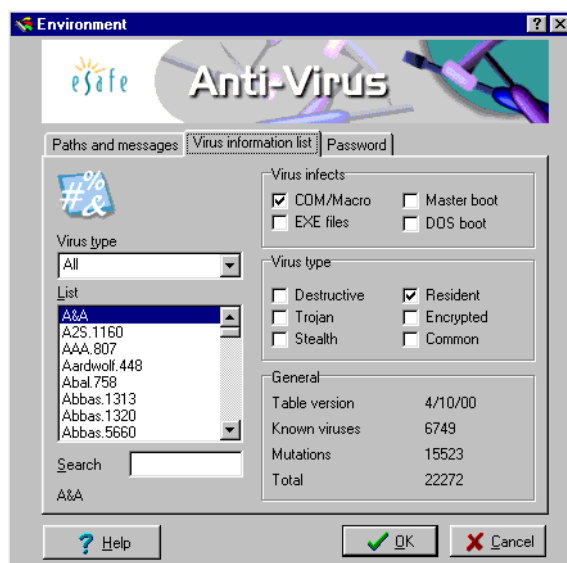 Environment
eSafe
Anti-Virus
Paths and messages
Virus information list
Password
#%&
Virus type
All
List
A&A
A2S.1160
AAA.807
Aardwolf.448
Abal.758
Abbas.1313
Abbas.1320
Abbas.5660
Search
A&A
Virus infects
COM/Macro
Master boot
EXE files
DOS boot
Virus type
Destructive
Resident
Trojan
Encrypted
Stealth
Common
General
Table version 4/10/00
Known viruses 6749
Mutations 15523
Total 22272
? Help
OK
Cancel